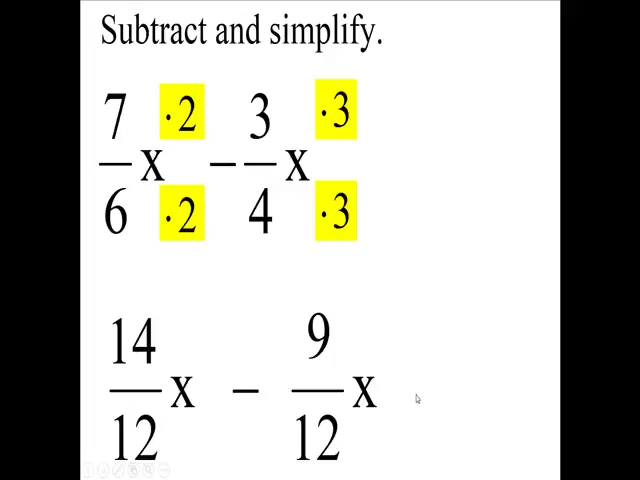 Subtract and simplify.
7/6 x ·2/·2 − 3/4 x ·3/·3
14/12 x − 9/12 x